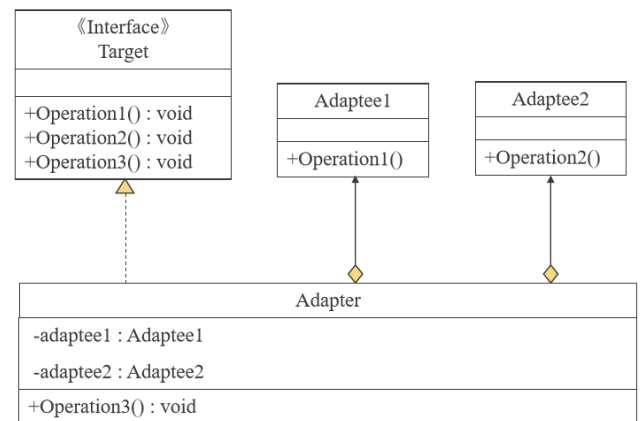 《Interface》
Target
+Operation1() : void
+Operation2() : void
+Operation3() : void
Adaptee1
+Operation1()
Adaptee2
+Operation2()
Adapter
-adaptee1 : Adaptee1
-adaptee2 : Adaptee2
+Operation3() : void